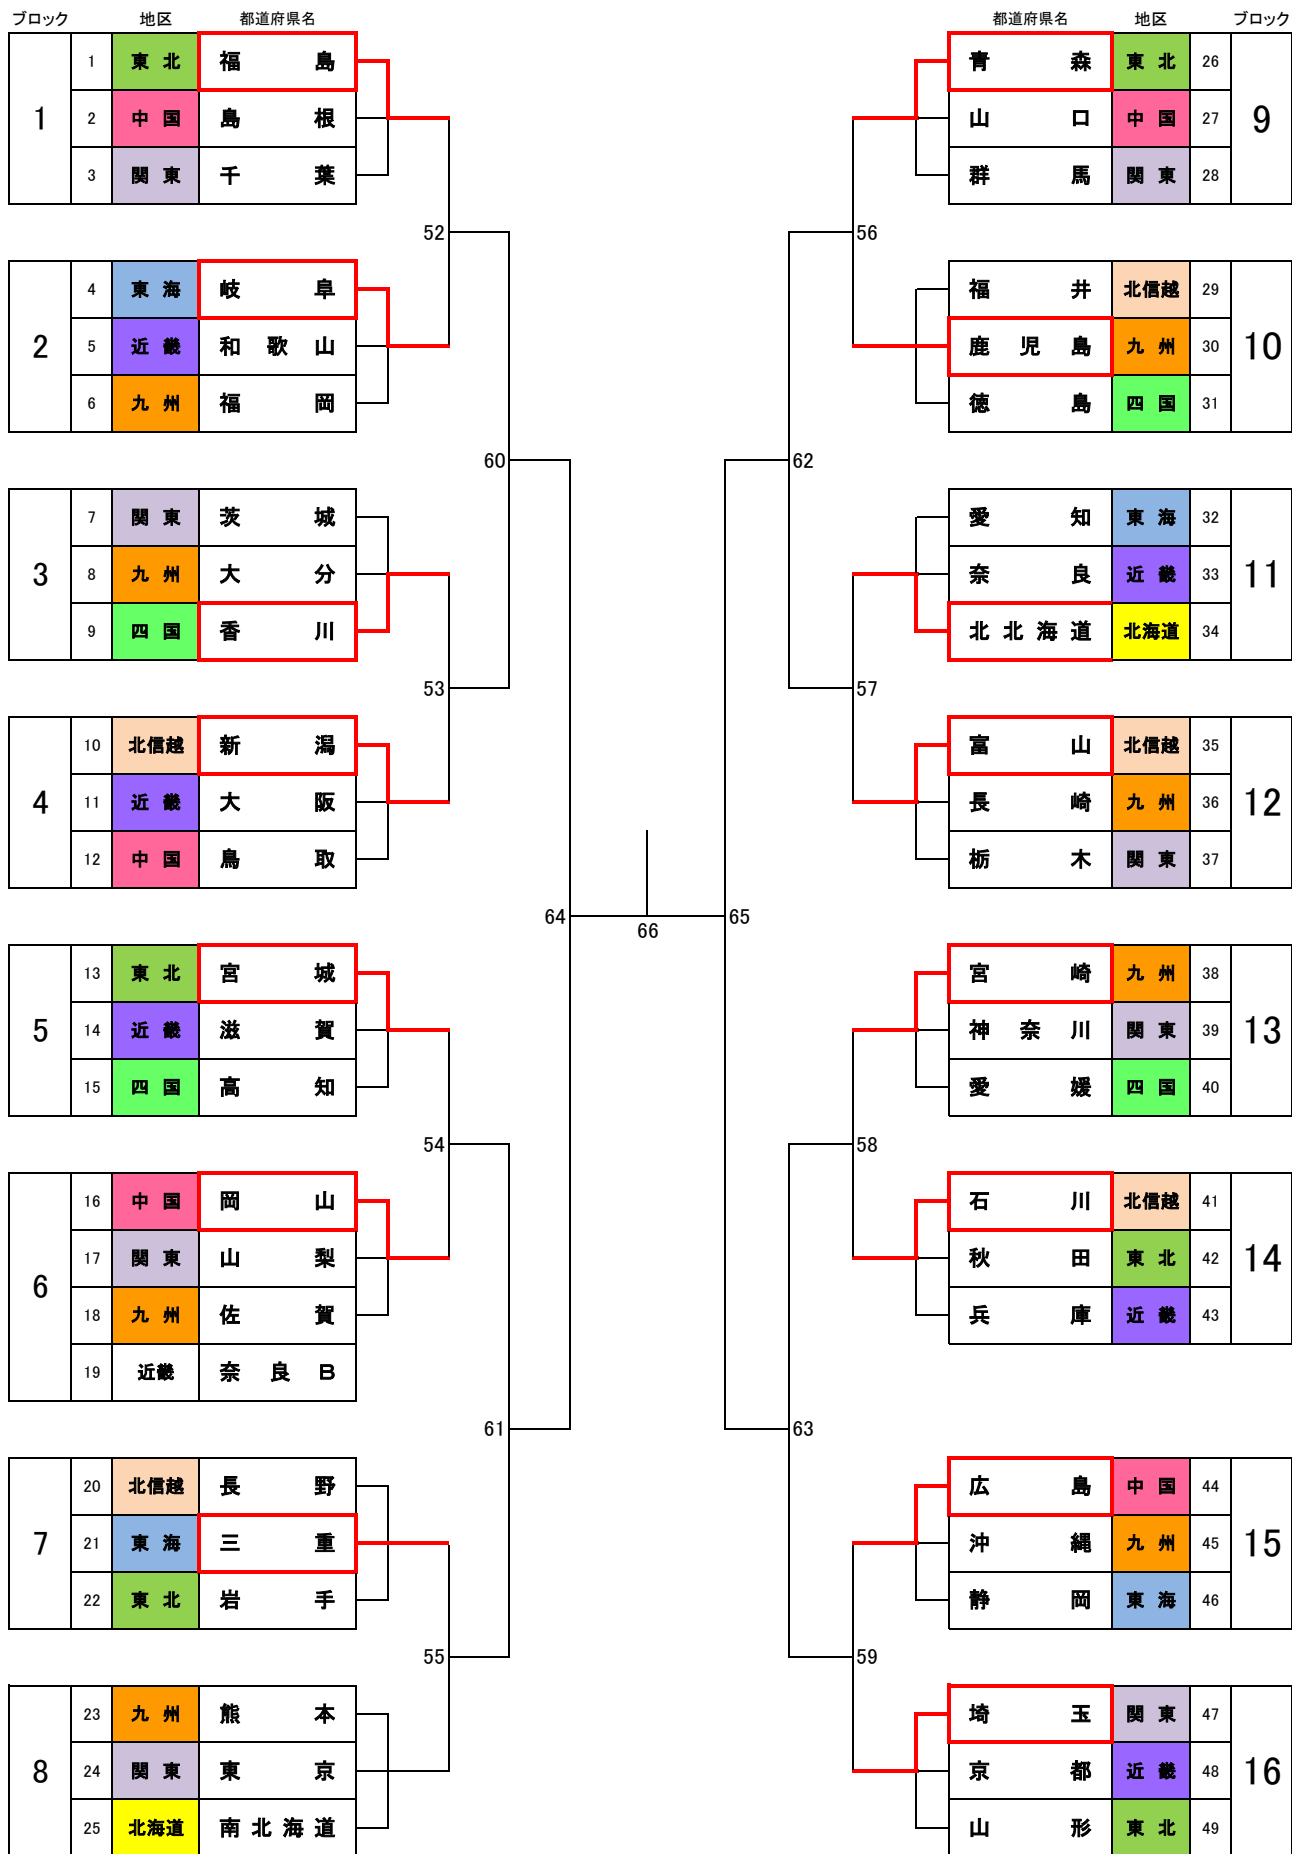 ブロック 地区 都道府県名 都道府県名 地区 ブロック
1
1 東北 福島
2 中国 島根
3 関東 千葉
52
2
4 東海 岐阜
5 近畿 和歌山
6 九州 福岡
60
3
7 関東 茨城
8 九州 大分
9 四国 香川
53
4
10 北信越 新潟
11 近畿 大阪
12 中国 鳥取
64
5
13 東北 宮城
14 近畿 滋賀
15 四国 高知
54
6
16 中国 岡山
17 関東 山梨
18 九州 佐賀
19 近畿 奈良B
61
7
20 北信越 長野
21 東海 三重
22 東北 岩手
55
8
23 九州 熊本
24 関東 東京
25 北海道 南北海道
66
青森 東北 26
山口 中国 27
群馬 関東 28
9
56
福井 北信越 29
鹿児島 九州 30
徳島 四国 31
10
62
愛知 東海 32
奈良 近畿 33
北北海道 北海道 34
11
57
富山 北信越 35
長崎 九州 36
栃木 関東 37
12
65
宮崎 九州 38
神奈川 関東 39
愛媛 四国 40
13
58
石川 北信越 41
秋田 東北 42
兵庫 近畿 43
14
63
広島 中国 44
沖縄 九州 45
静岡 東海 46
15
59
埼玉 関東 47
京都 近畿 48
山形 東北 49
16